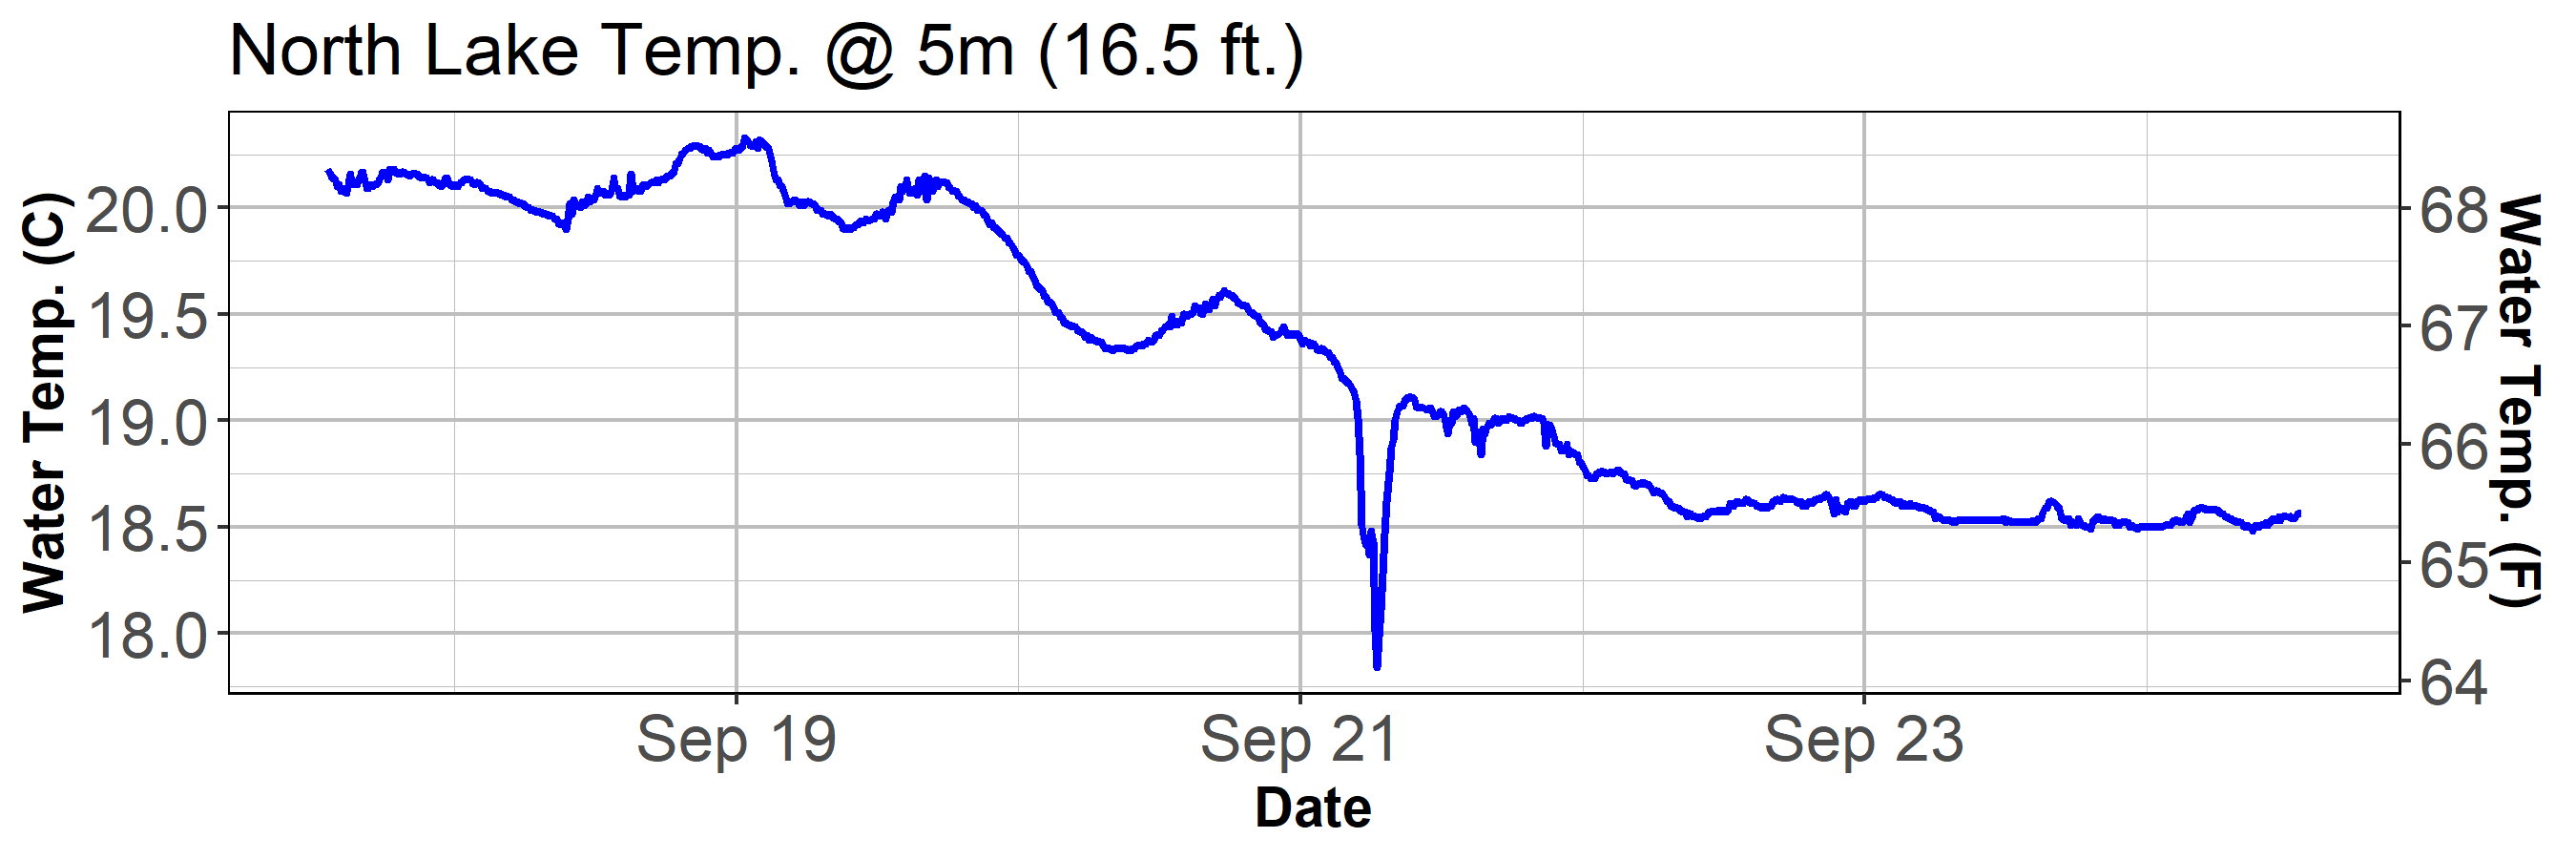 North Lake Temp. @ 5m (16.5 ft.)
Water Temp. (C)
20.0
19.5
19.0
18.5
18.0
68
67
66
65
64
Water Temp. (F)
Sep 19
Sep 21
Sep 23
Date